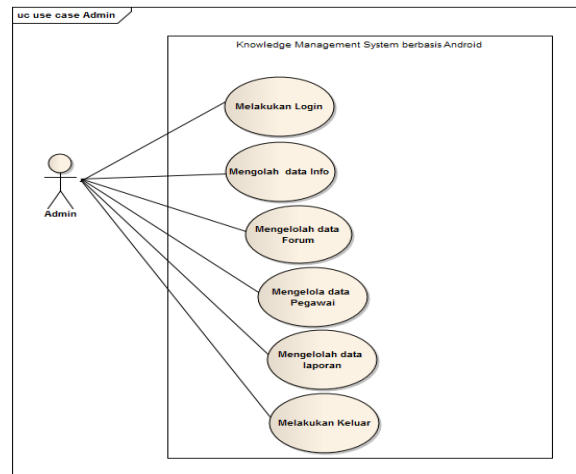 uc use case Admin
Knowledge Management System berbasis Android
Melakukan Login
Mengolah data Info
Admin
Mengelolah data
Forum
Mengelola data
Pegawai
Mengelolah data
laporan
Melakukan Keluar